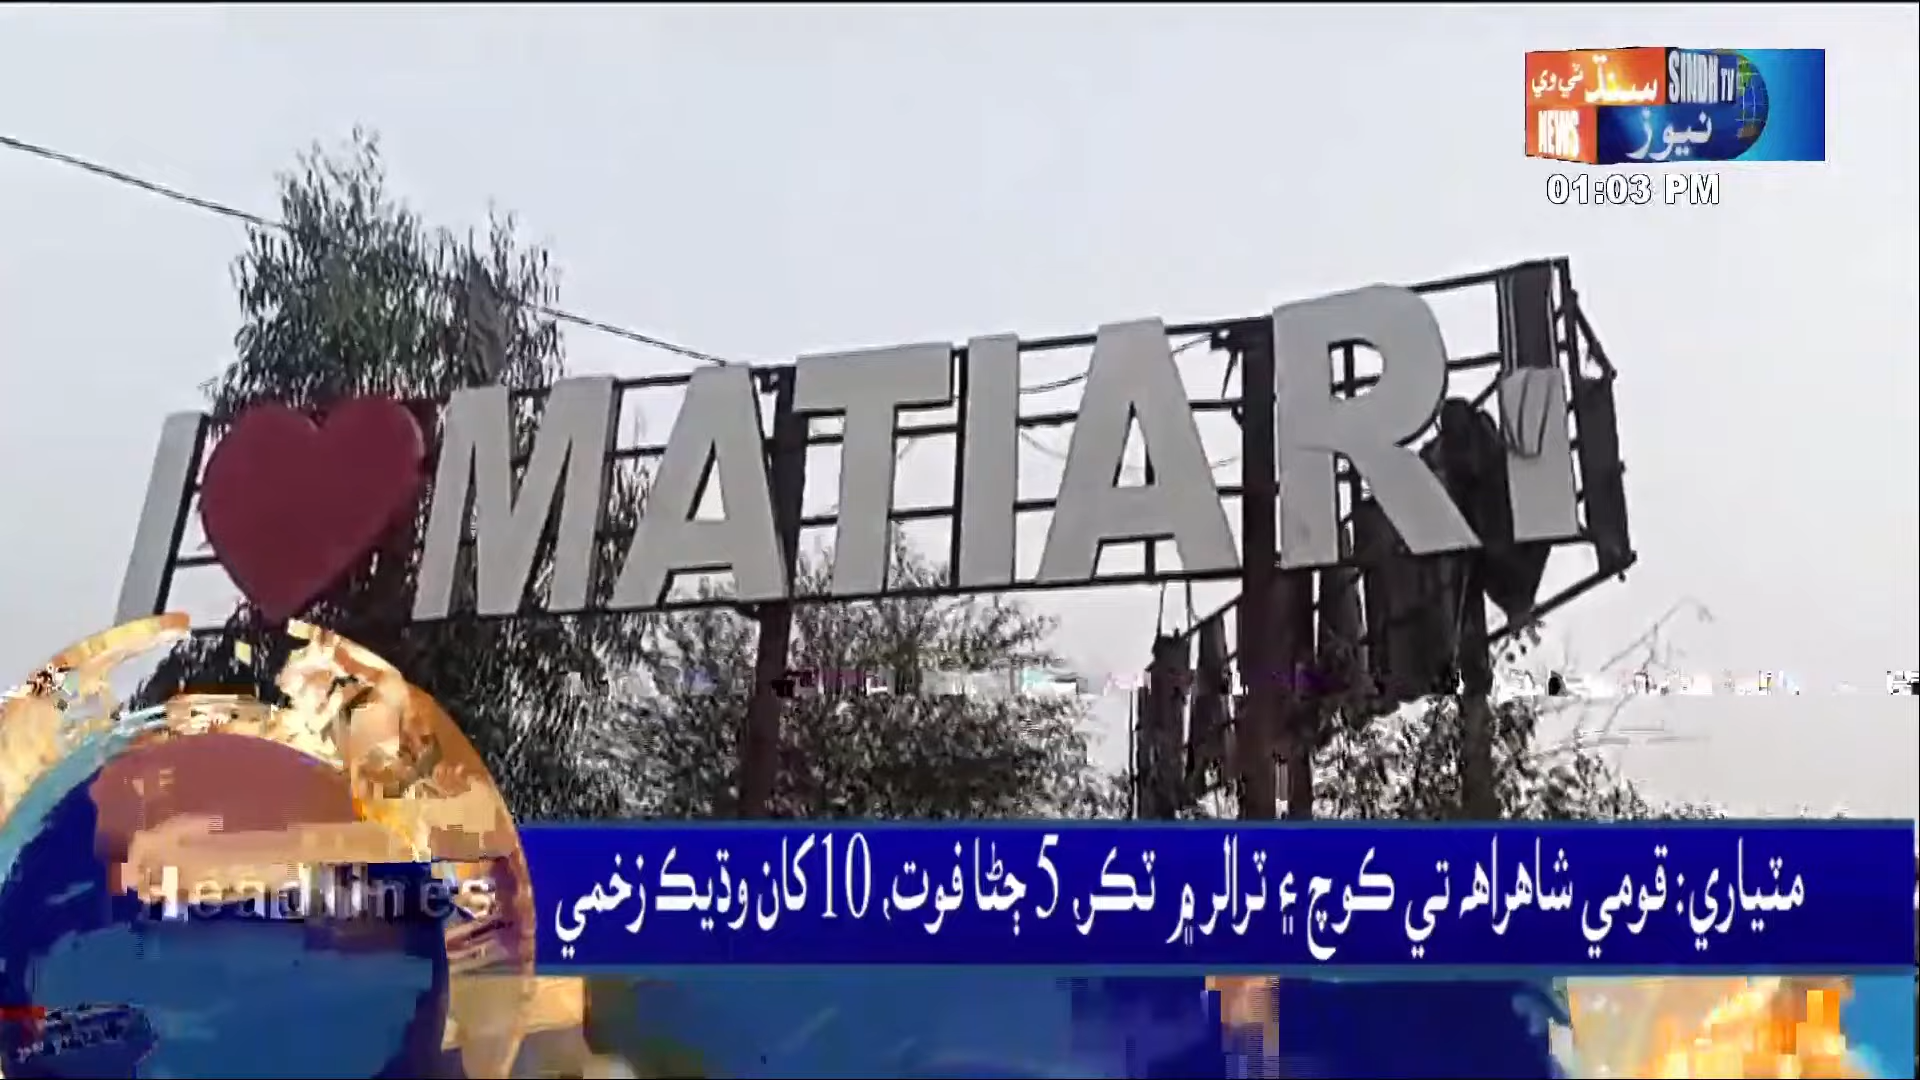 سنڌ ٽي وي
SINDH TV
NEWS
نيوز
01:03 PM
I ❤ MATIARI
Headlines
مٽياري: قومي شاهراهه تي ڪوچ ۽ ٽرالر ۾ ٽڪر، 5 ڄڻا فوت، 10 کان وڌيڪ زخمي